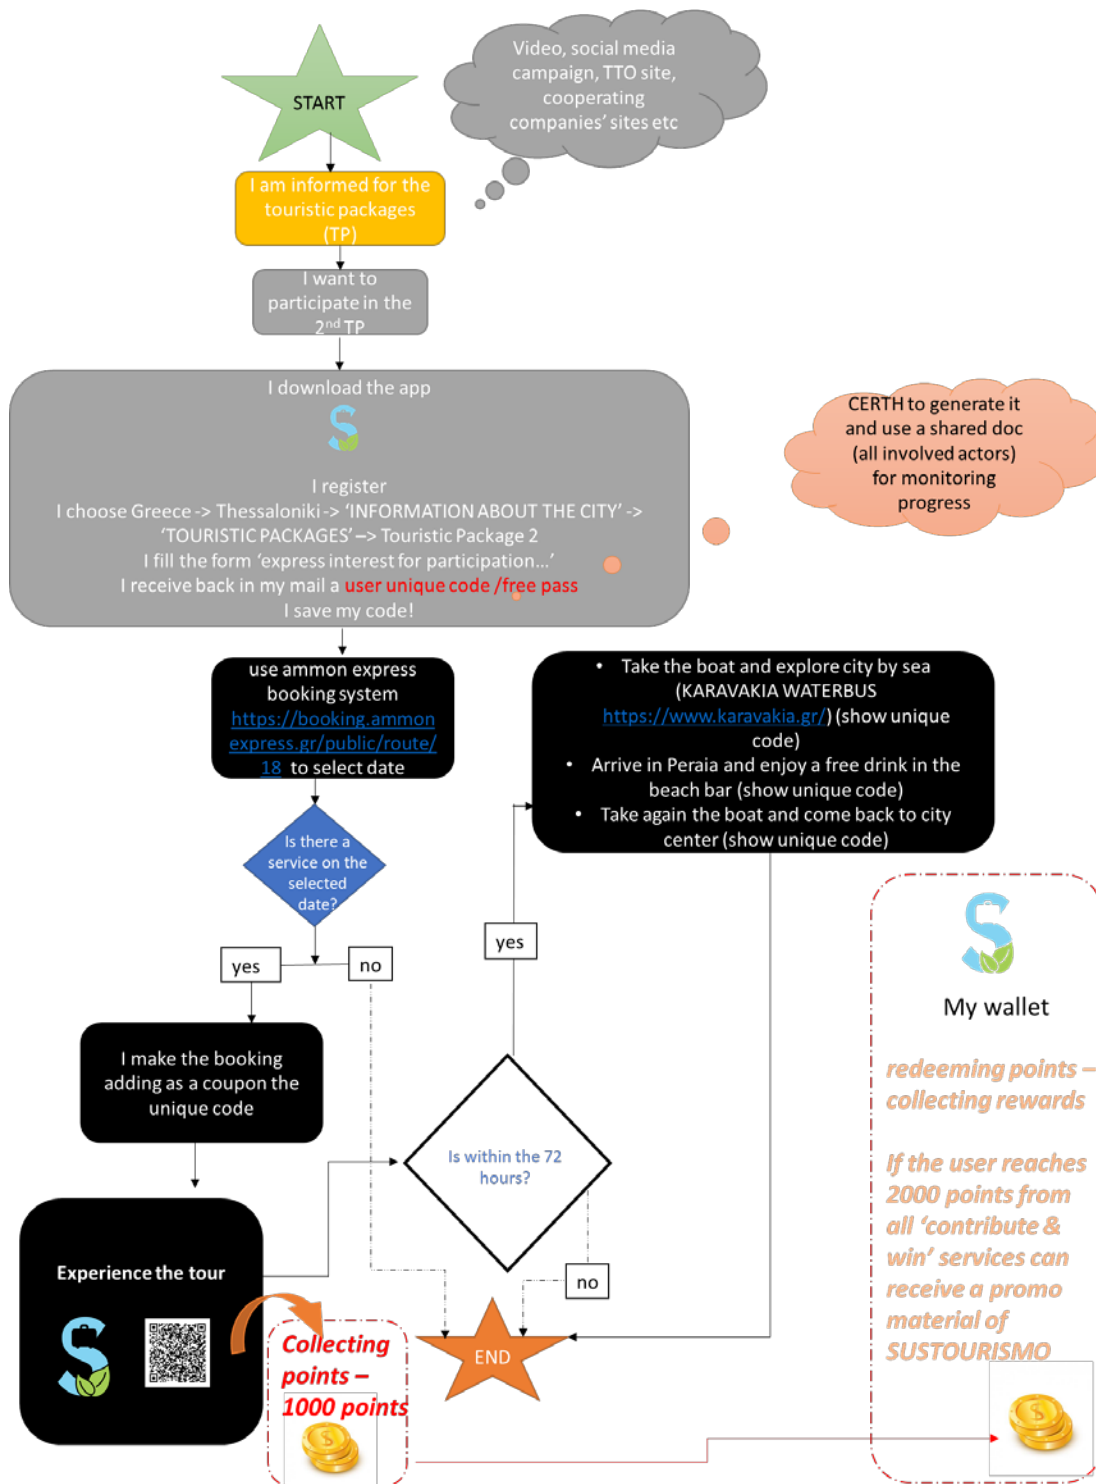 START
Video, social media
campaign, TTO site,
cooperating
companies' sites etc
I am informed for the
touristic packages
(TP)
I want to
participate in the
2nd TP
I download the app
I register
I choose Greece -> Thessaloniki -> 'INFORMATION ABOUT THE CITY' ->
'TOURISTIC PACKAGES' –> Touristic Package 2
I fill the form 'express interest for participation...'
I receive back in my mail a user unique code /free pass
I save my code!
CERTH to generate it
and use a shared doc
(all involved actors)
for monitoring
progress
use ammon express
booking system
https://booking.ammon
express.gr/public/route/
18 to select date
• Take the boat and explore city by sea
(KARAVAKIA WATERBUS
https://www.karavakia.gr/) (show unique
code)
• Arrive in Peraia and enjoy a free drink in the
beach bar (show unique code)
• Take again the boat and come back to city
center (show unique code)
Is there a
service on the
selected
date?
yes
no
yes
I make the booking
adding as a coupon the
unique code
Is within the 72
hours?
no
Experience the tour
Collecting
points –
1000 points
END
My wallet
redeeming points –
collecting rewards
If the user reaches
2000 points from
all 'contribute &
win' services can
receive a promo
material of
SUSTOURISMO